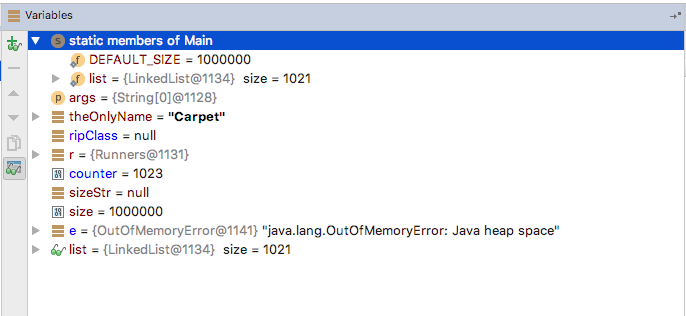 Variables
static members of Main
DEFAULT_SIZE = 1000000
list = {LinkedList@1134} size = 1021
args = {String[0]@1128}
theOnlyName = "Carpet"
ripClass = null
r = {Runners@1131}
counter = 1023
sizeStr = null
size = 1000000
e = {OutOfMemoryError@1141} "java.lang.OutOfMemoryError: Java heap space"
list = {LinkedList@1134} size = 1021